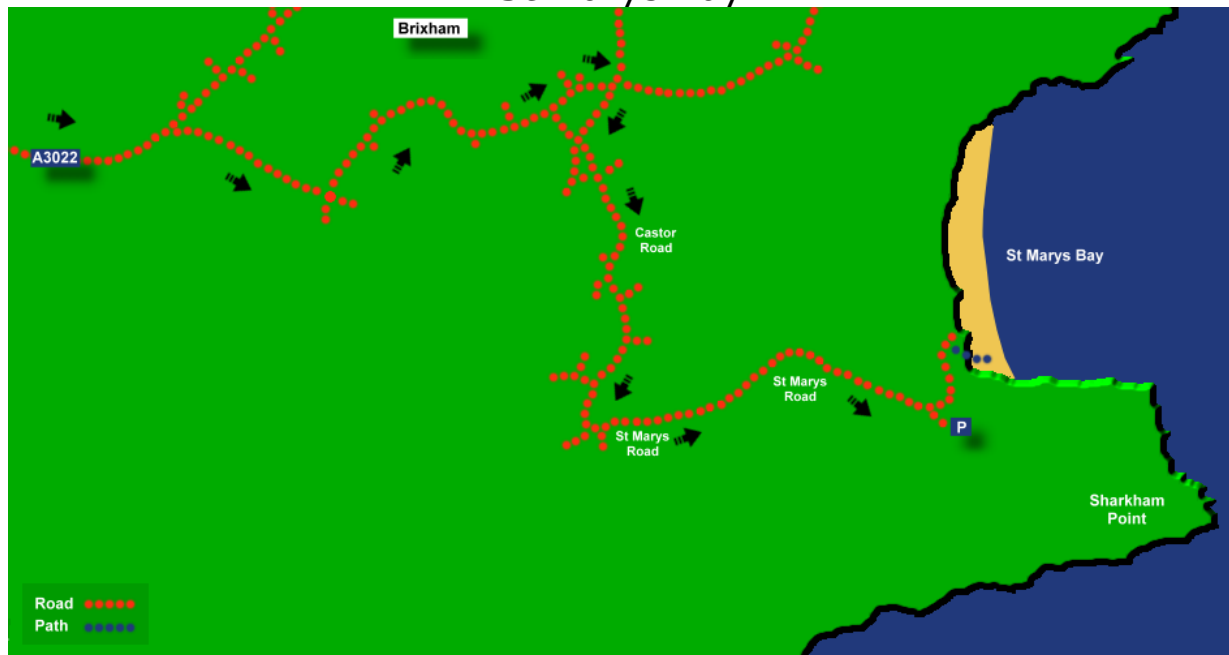 Brixham
A3022
Castor
Road
St Marys Bay
St Marys
Road
St Marys
Road
P
Sharkham
Point
Road
Path